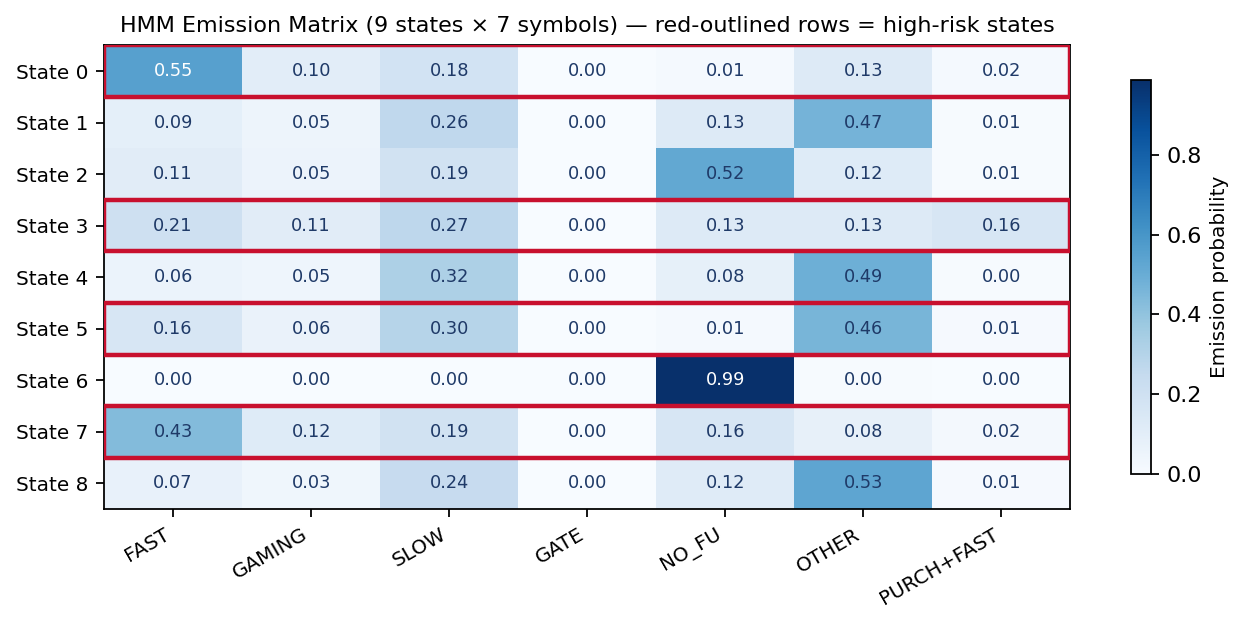 HMM Emission Matrix (9 states × 7 symbols) — red-outlined rows = high-risk states
State 0 0.55 0.10 0.18 0.00 0.01 0.13 0.02
State 1 0.09 0.05 0.26 0.00 0.13 0.47 0.01
State 2 0.11 0.05 0.19 0.00 0.52 0.12 0.01
State 3 0.21 0.11 0.27 0.00 0.13 0.13 0.16
State 4 0.06 0.05 0.32 0.00 0.08 0.49 0.00
State 5 0.16 0.06 0.30 0.00 0.01 0.46 0.01
State 6 0.00 0.00 0.00 0.00 0.99 0.00 0.00
State 7 0.43 0.12 0.19 0.00 0.16 0.08 0.02
State 8 0.07 0.03 0.24 0.00 0.12 0.53 0.01
FAST GAMING SLOW GATE NO_FU OTHER PURCH+FAST
0.8
0.6
0.4
0.2
0.0
Emission probability